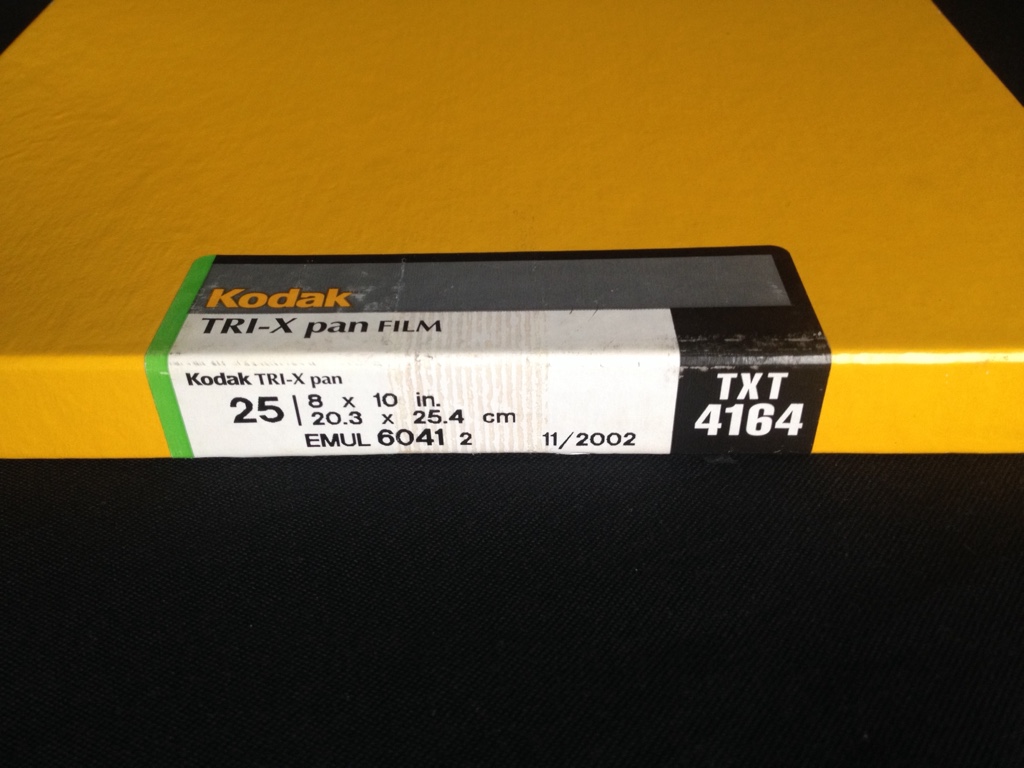 Kodak
TRI-X pan FILM
Kodak TRI-X pan
25 | 8 x 10 in.
20.3 x 25.4 cm
EMUL 6041 2 11/2002
TXT
4164